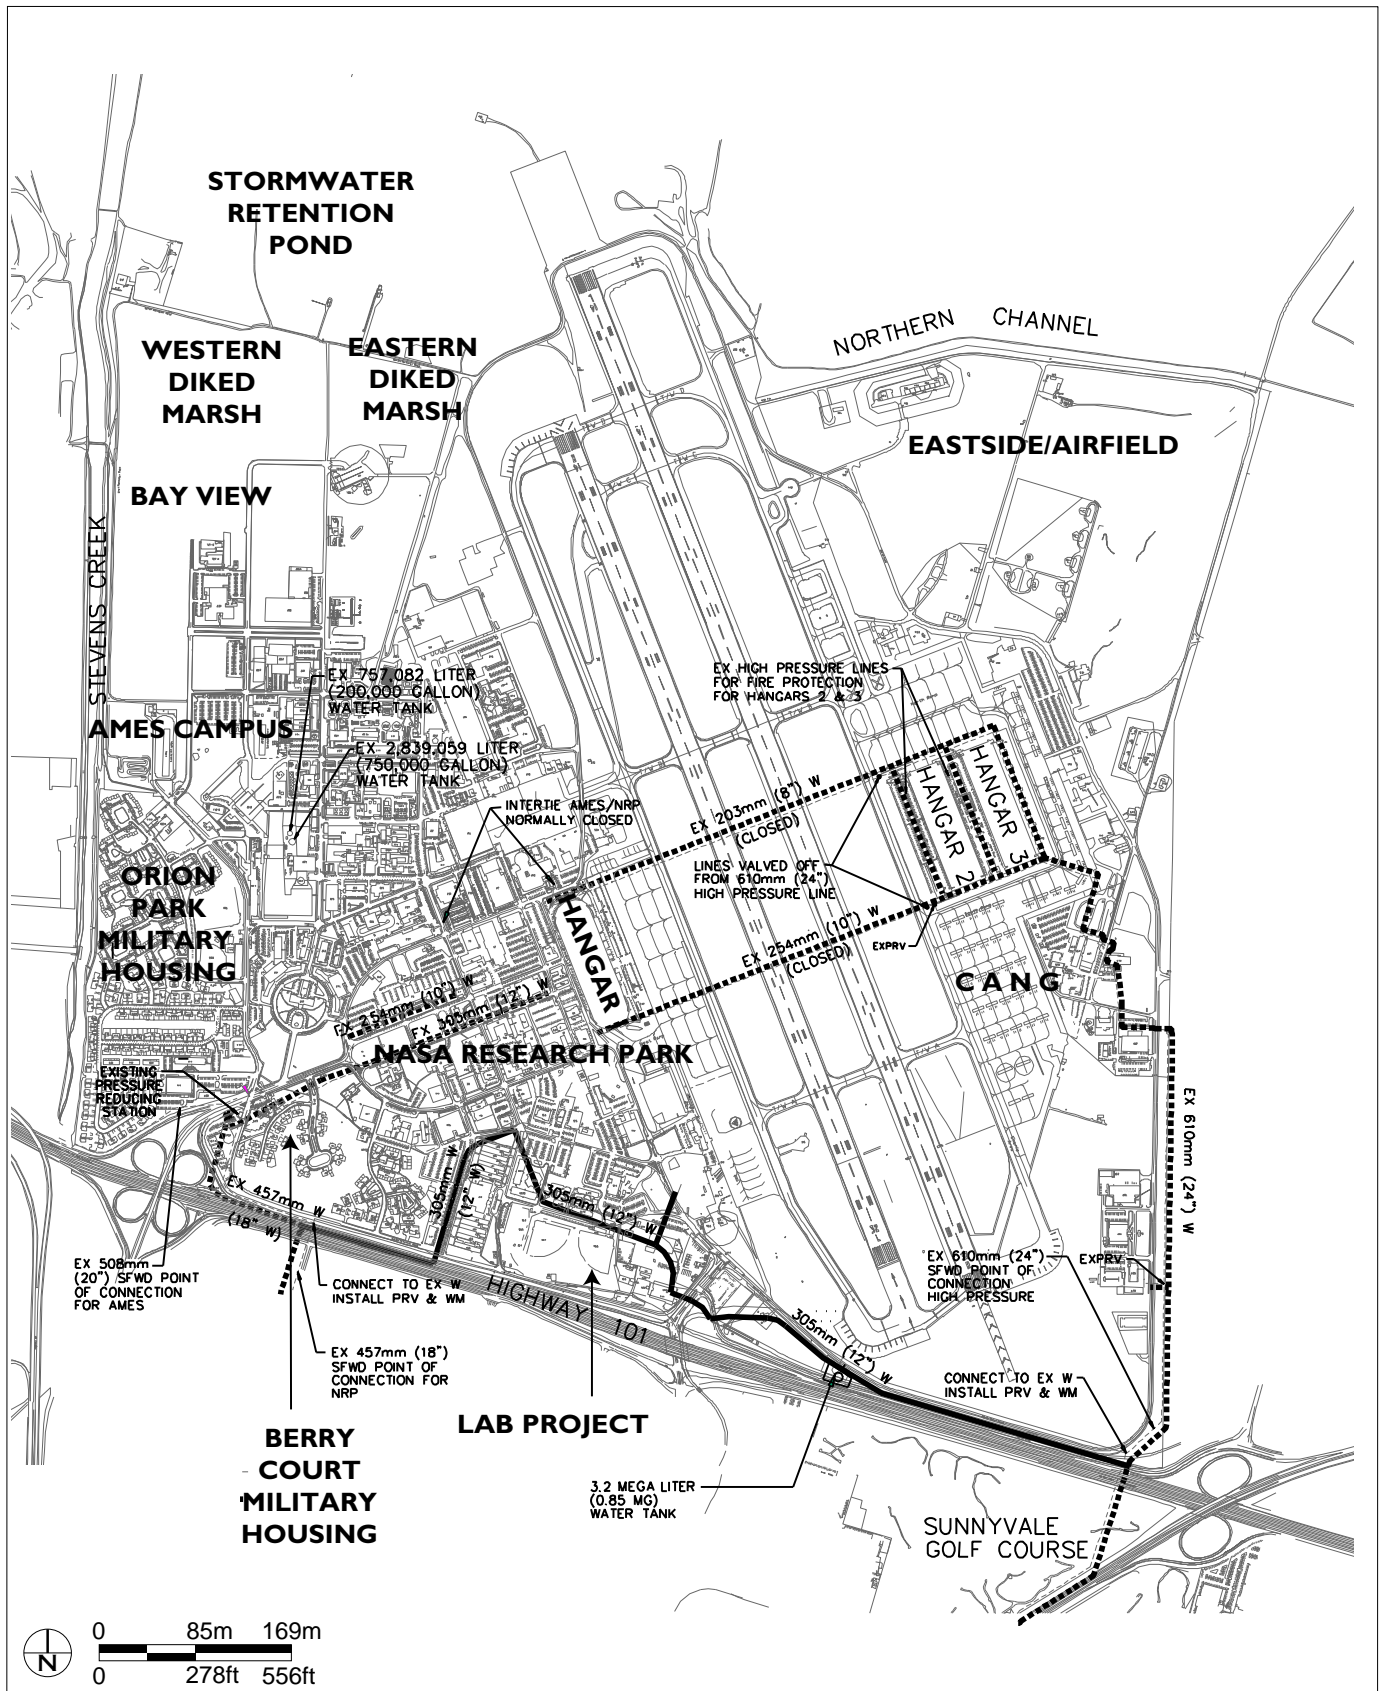 STORMWATER
RETENTION
POND
NORTHERN CHANNEL
WESTERN
DIKED
MARSH
EASTERN
DIKED
MARSH
EASTSIDE/AIRFIELD
BAY VIEW
STEVENS CREEK
EX 757,082 LITER
(200,000 GALLON)
WATER TANK
EX HIGH PRESSURE LINES
FOR FIRE PROTECTION
FOR HANGARS 2 & 3
AMES CAMPUS
EX 2,839,059 LITER
(750,000 GALLON)
WATER TANK
INTERTIE AMES/NRP
NORMALLY CLOSED
EX 203mm (8") W
(CLOSED)
HANGAR 2
HANGAR 3
LINES VALVED OFF
FROM 610mm (24")
HIGH PRESSURE LINE
ORION
PARK
MILITARY
HOUSING
HANGAR
EX 254mm (10") W
(CLOSED)
EXPRV
CANG
EX 254mm (10") W
EX 305mm (12") W
NASA RESEARCH PARK
EXISTING
PRESSURE
REDUCING
STATION
EX 610mm (24") W
EX 457mm W
(18" W)
305mm W
(12" W)
305mm (12") W
EX 508mm
(20") SFWD POINT
OF CONNECTION
FOR AMES
CONNECT TO EX W
INSTALL PRV & WM
EX 610mm (24")
SFWD POINT OF
CONNECTION
HIGH PRESSURE
EXPRV
HIGHWAY 101
305mm (12") W
EX 457mm (18")
SFWD POINT OF
CONNECTION FOR
NRP
CONNECT TO EX W
INSTALL PRV & WM
LAB PROJECT
BERRY
COURT
MILITARY
HOUSING
3.2 MEGA LITER
(0.85 MG)
WATER TANK
SUNNYVALE
GOLF COURSE
N
0 85m 169m
0 278ft 556ft